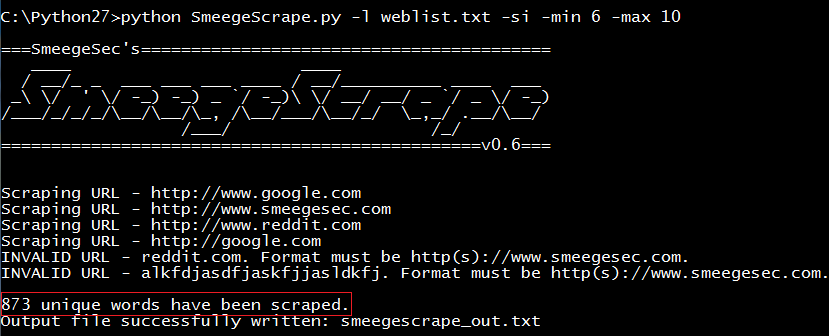 C:\Python27>python SmeegeScrape.py -l weblist.txt -si -min 6 -max 10
===SmeegeSec's==========================================
SmeegeScrape
=================================================v0.6===
Scraping URL - http://www.google.com
Scraping URL - http://www.smeegesec.com
Scraping URL - http://www.reddit.com
Scraping URL - http://google.com
INVALID URL - reddit.com. Format must be http(s)://www.smeegesec.com.
INVALID URL - alkfdjasdfjaskfjjasldkfj. Format must be http(s)://www.smeegesec.com.
873 unique words have been scraped.
Output file successfully written: smeegescrape_out.txt